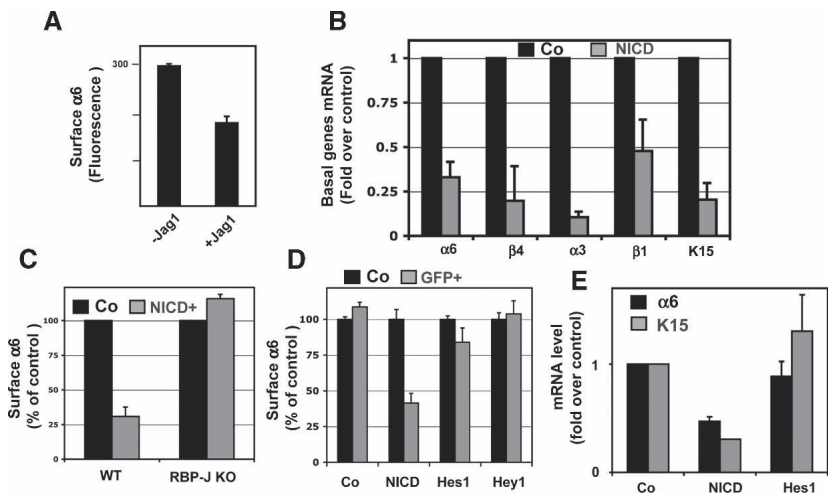 A
Surface α6
(Fluorescence )
300
-Jag1
+Jag1
B
Basal genes mRNA
(Fold over control)
Co NICD
1
0.75
0.5
0.25
0
α6 β4 α3 β1 K15
C
Surface α6
(% of control )
Co NICD+
100
75
50
25
0
WT RBP-J KO
D
Surface α6
(% of control )
Co GFP+
100
75
50
25
0
Co NICD Hes1 Hey1
E
mRNA level
(fold over control)
α6
K15
1
0
Co NICD Hes1